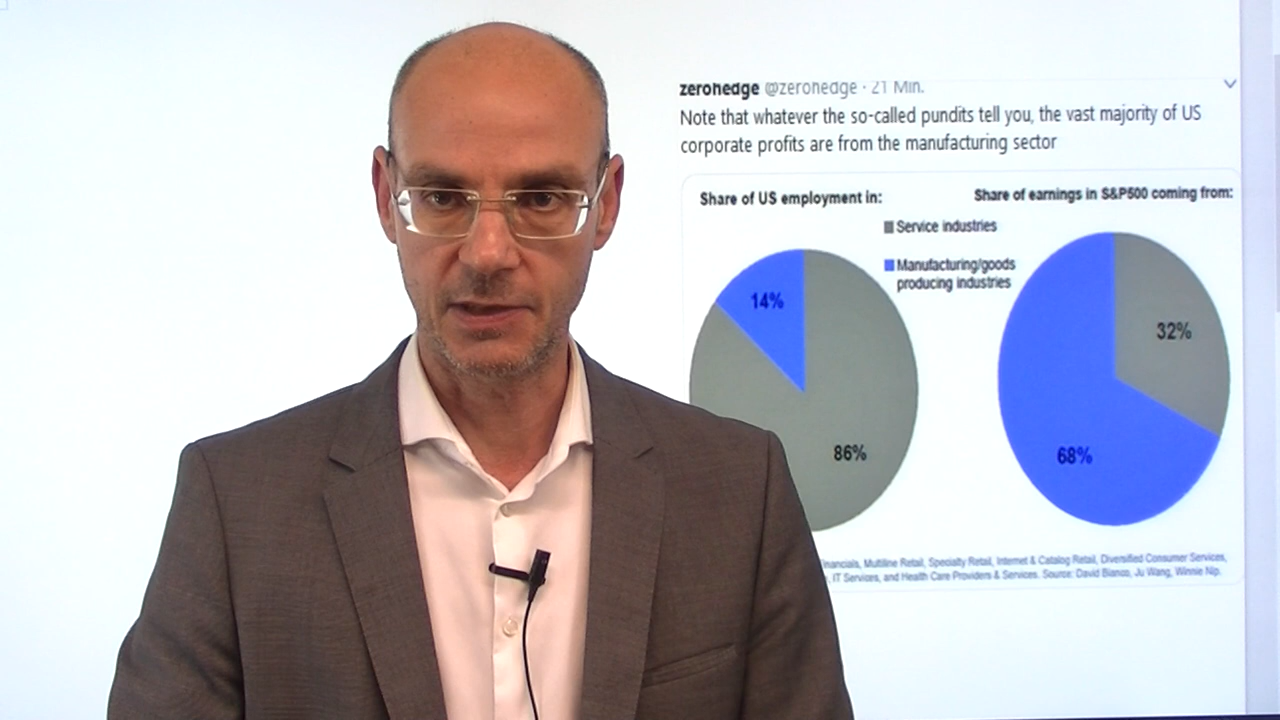 zerohedge @zerohedge · 21 Min.
Note that whatever the so-called pundits tell you, the vast majority of US
corporate profits are from the manufacturing sector
Share of US employment in:
Share of earnings in S&P500 coming from:
Service industries
Manufacturing/goods
producing industries
14%
86%
32%
68%
Multiline Retail, Specialty Retail, Internet & Catalog Retail, Diversified Consumer Services,
IT Services, and Health Care Providers & Services. Source: David Bianco, Ju Wang, Winnie Nip.